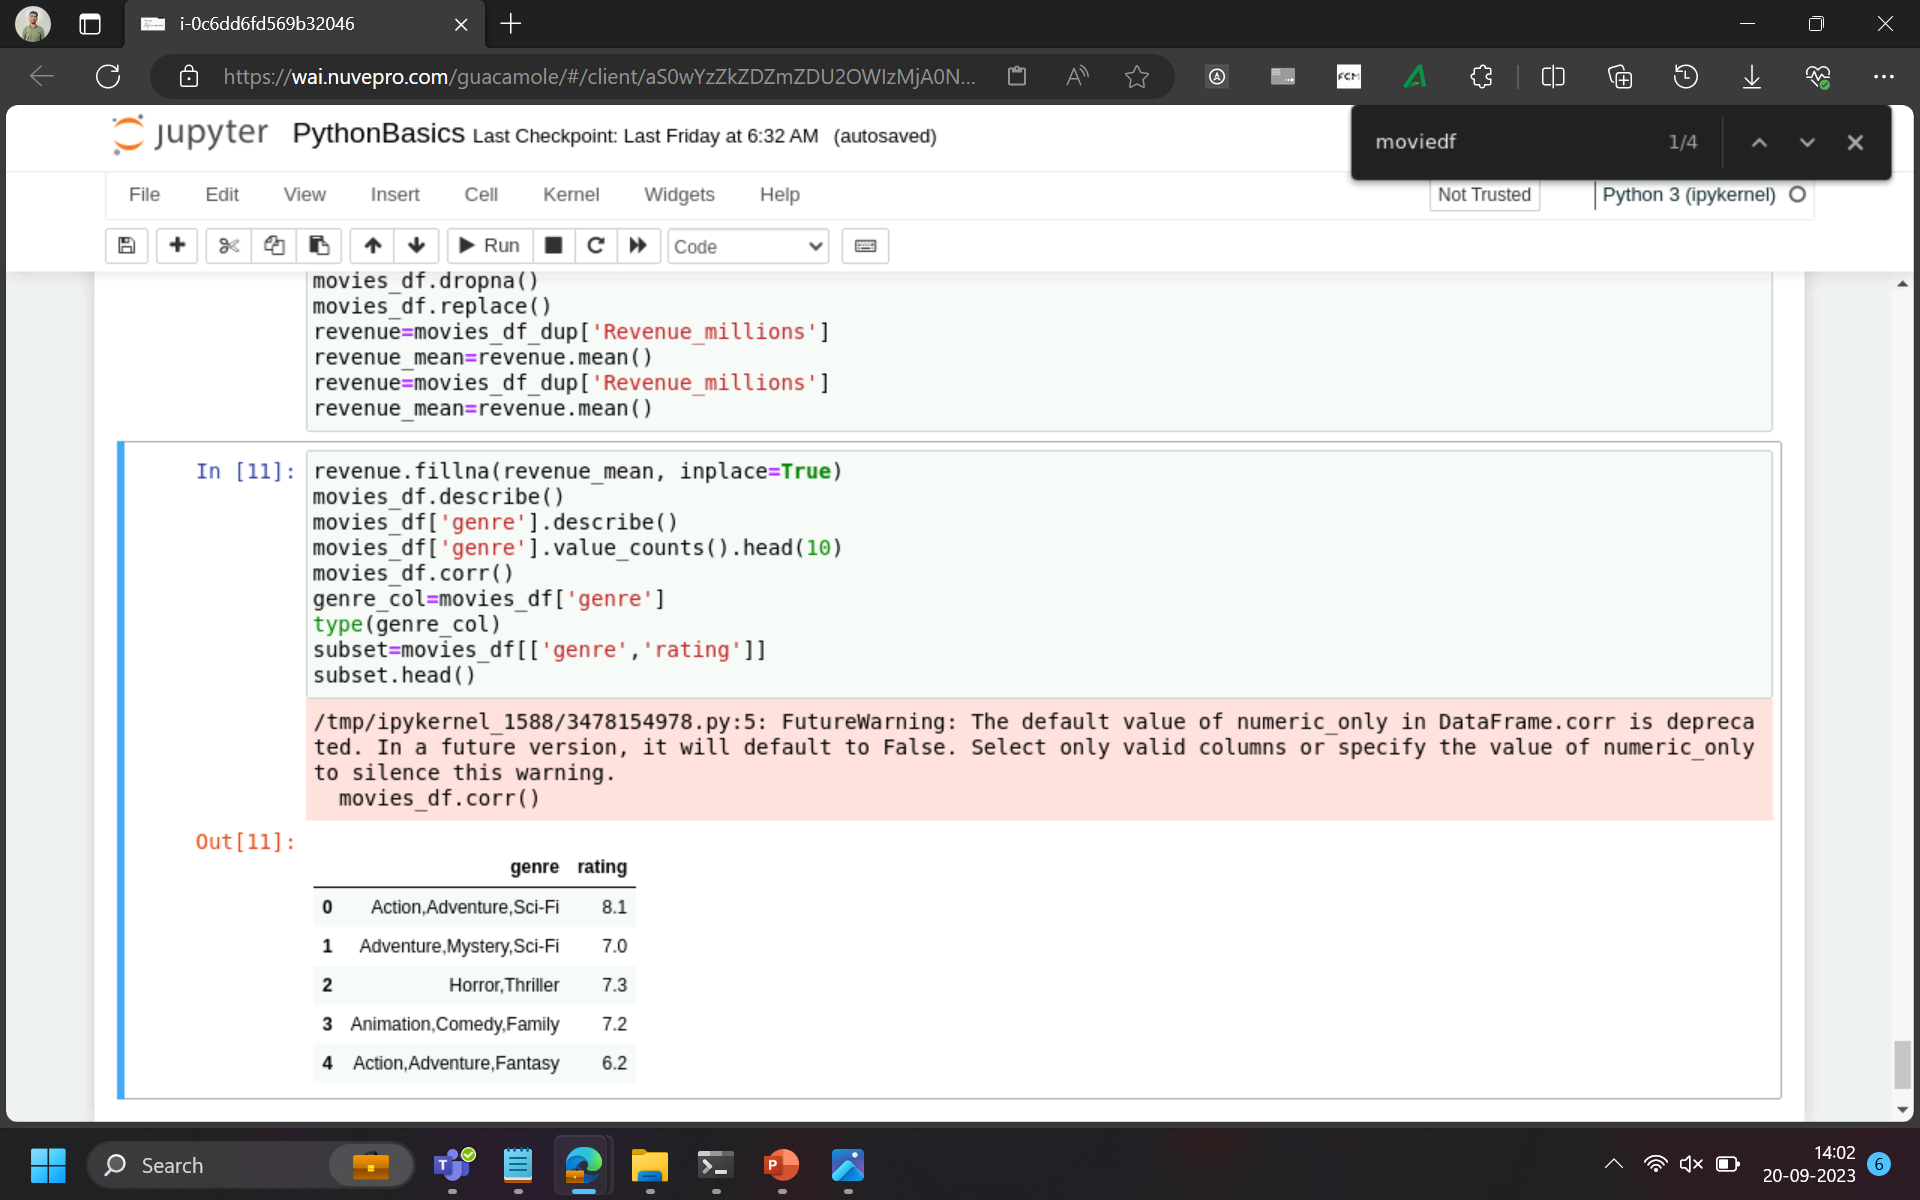 i-0c6dd6fd569b32046
https://wai.nuvepro.com/guacamole/#/client/aS0wYzZkZDZmZDU2OWIzMjA0N...
FCM
jupyter PythonBasics Last Checkpoint: Last Friday at 6:32 AM (autosaved)
moviedf 1/4
File Edit View Insert Cell Kernel Widgets Help
Not Trusted Python 3 (ipykernel)
Run Code
movies_df.dropna()
movies_df.replace()
revenue=movies_df_dup['Revenue_millions']
revenue_mean=revenue.mean()
revenue=movies_df_dup['Revenue_millions']
revenue_mean=revenue.mean()
In [11]: revenue.fillna(revenue_mean, inplace=True)
movies_df.describe()
movies_df['genre'].describe()
movies_df['genre'].value_counts().head(10)
movies_df.corr()
genre_col=movies_df['genre']
type(genre_col)
subset=movies_df[['genre','rating']]
subset.head()
/tmp/ipykernel_1588/3478154978.py:5: FutureWarning: The default value of numeric_only in DataFrame.corr is depreca
ted. In a future version, it will default to False. Select only valid columns or specify the value of numeric_only
to silence this warning.
movies_df.corr()
Out[11]:
genre rating
0 Action,Adventure,Sci-Fi 8.1
1 Adventure,Mystery,Sci-Fi 7.0
2 Horror,Thriller 7.3
3 Animation,Comedy,Family 7.2
4 Action,Adventure,Fantasy 6.2
Search
14:02
20-09-2023
6